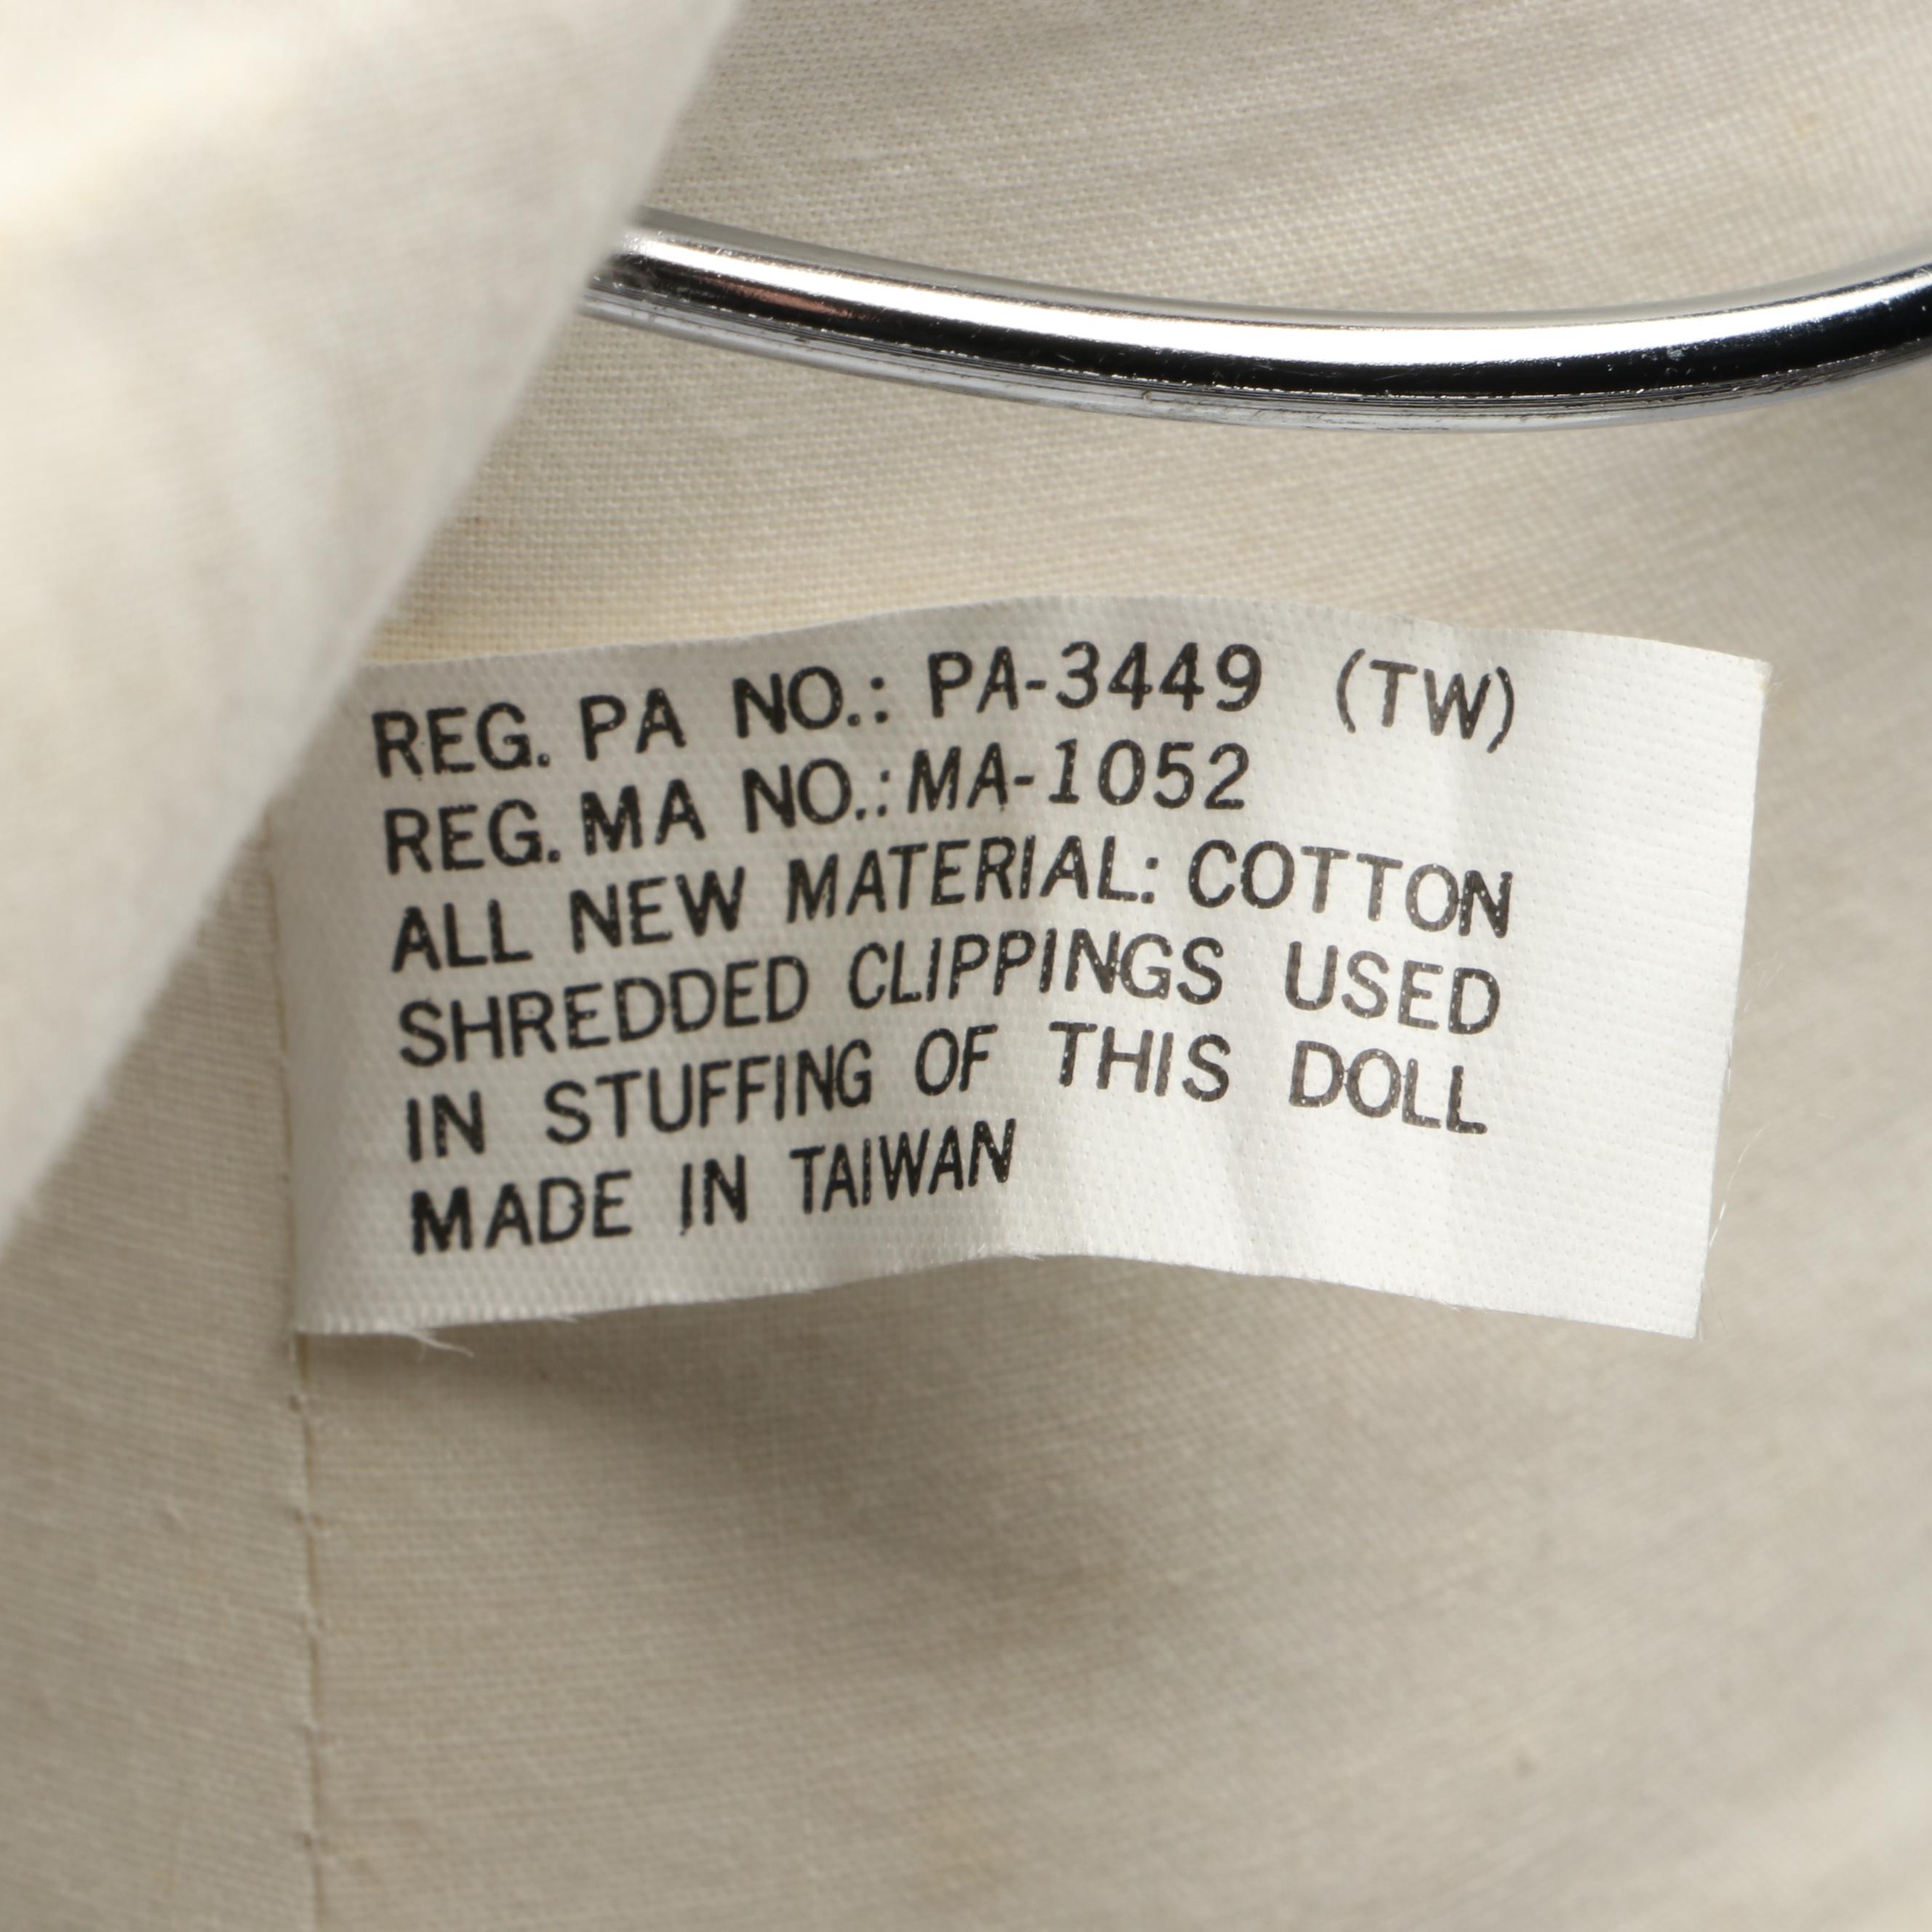 REG. PA NO.: PA-3449 (TW)
REG. MA NO.: MA-1052
ALL NEW MATERIAL: COTTON
SHREDDED CLIPPINGS USED
IN STUFFING OF THIS DOLL
MADE IN TAIWAN